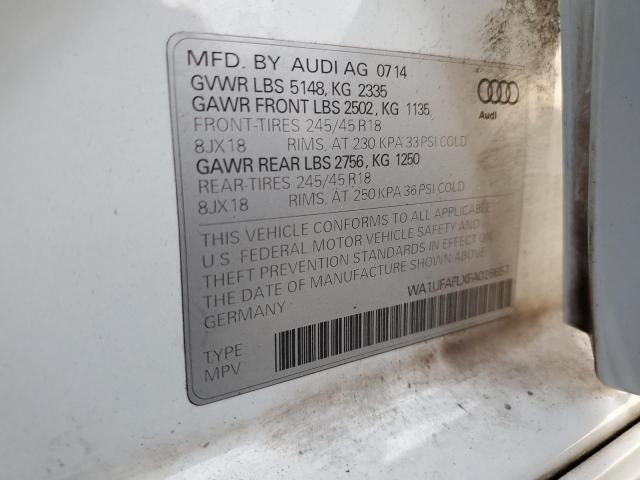 MFD. BY AUDI AG 07 14
GVWR LBS 5148, KG 2335
GAWR FRONT LBS 2502, KG 1135
FRONT-TIRES 245/45 R18
8JX18 RIMS, AT 230 KPA 33 PSI COLD
GAWR REAR LBS 2756, KG 1250
REAR-TIRES 245/45 R18
8JX18 RIMS, AT 250 KPA 36 PSI COLD
Audi
THIS VEHICLE CONFORMS TO ALL APPLICABLE
U.S. FEDERAL MOTOR VEHICLE SAFETY AND
THEFT PREVENTION STANDARDS IN EFFECT ON
THE DATE OF MANUFACTURE SHOWN ABOVE
GERMANY
TYPE
MPV